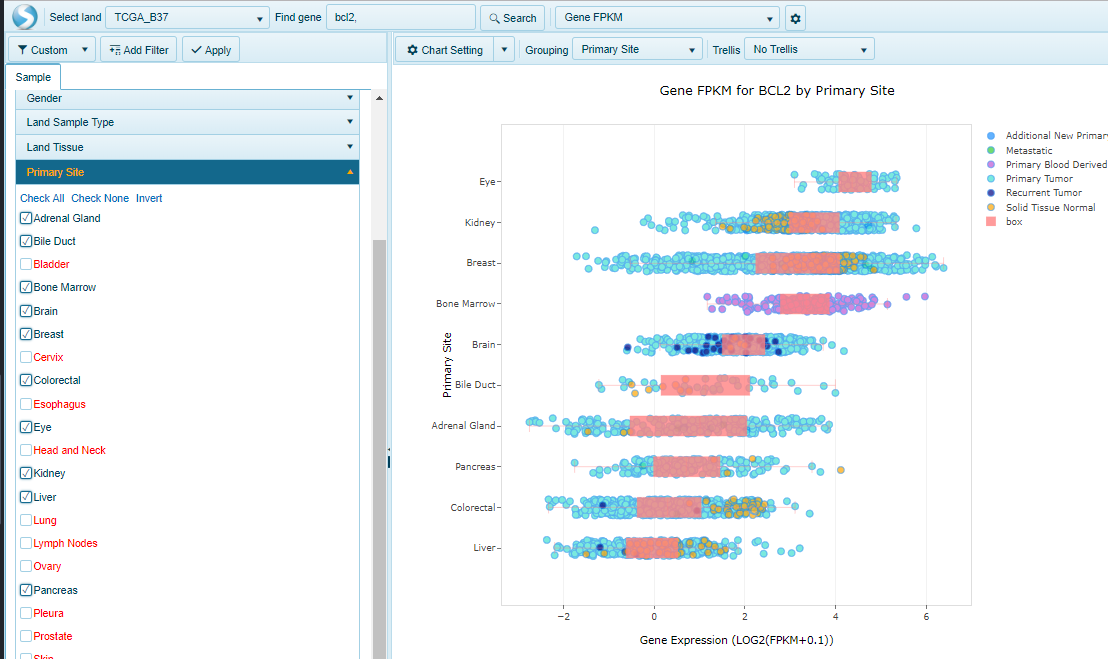 Select land TCGA_B37 Find gene bcl2, Search Gene FPKM
Custom Add Filter Apply Chart Setting Grouping Primary Site Trellis No Trellis
Sample
Gender
Land Sample Type
Land Tissue
Primary Site
Check All Check None Invert
Adrenal Gland
Bile Duct
Bladder
Bone Marrow
Brain
Breast
Cervix
Colorectal
Esophagus
Eye
Head and Neck
Kidney
Liver
Lung
Lymph Nodes
Ovary
Pancreas
Pleura
Prostate
Skin
Gene FPKM for BCL2 by Primary Site
Primary Site
Eye
Kidney
Breast
Bone Marrow
Brain
Bile Duct
Adrenal Gland
Pancreas
Colorectal
Liver
−2 0 2 4 6
Gene Expression (LOG2(FPKM+0.1))
Additional New Primar
Metastatic
Primary Blood Derived
Primary Tumor
Recurrent Tumor
Solid Tissue Normal
box